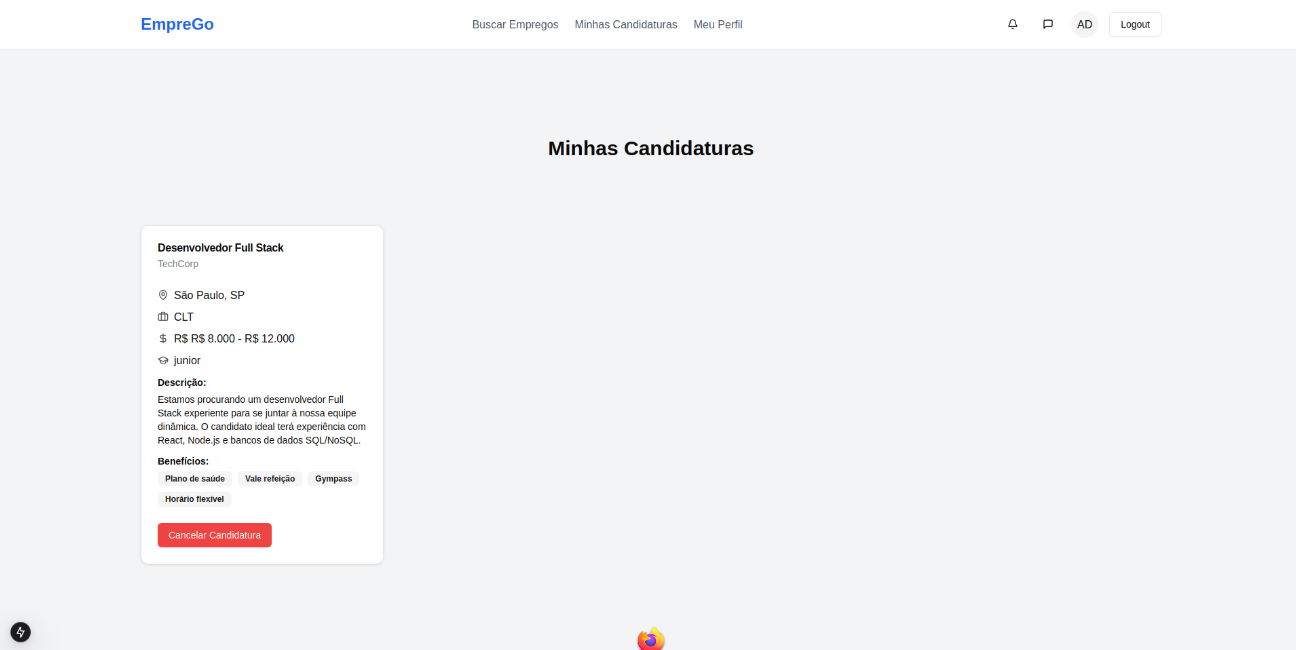 EmpreGo
Buscar Empregos
Minhas Candidaturas
Meu Perfil
AD
Logout
Minhas Candidaturas
Desenvolvedor Full Stack
TechCorp
São Paulo, SP
CLT
R$ R$ 8.000 - R$ 12.000
junior
Descrição:
Estamos procurando um desenvolvedor Full
Stack experiente para se juntar à nossa equipe
dinâmica. O candidato ideal terá experiência com
React, Node.js e bancos de dados SQL/NoSQL.
Benefícios:
Plano de saúde
Vale refeição
Gympass
Horário flexível
Cancelar Candidatura